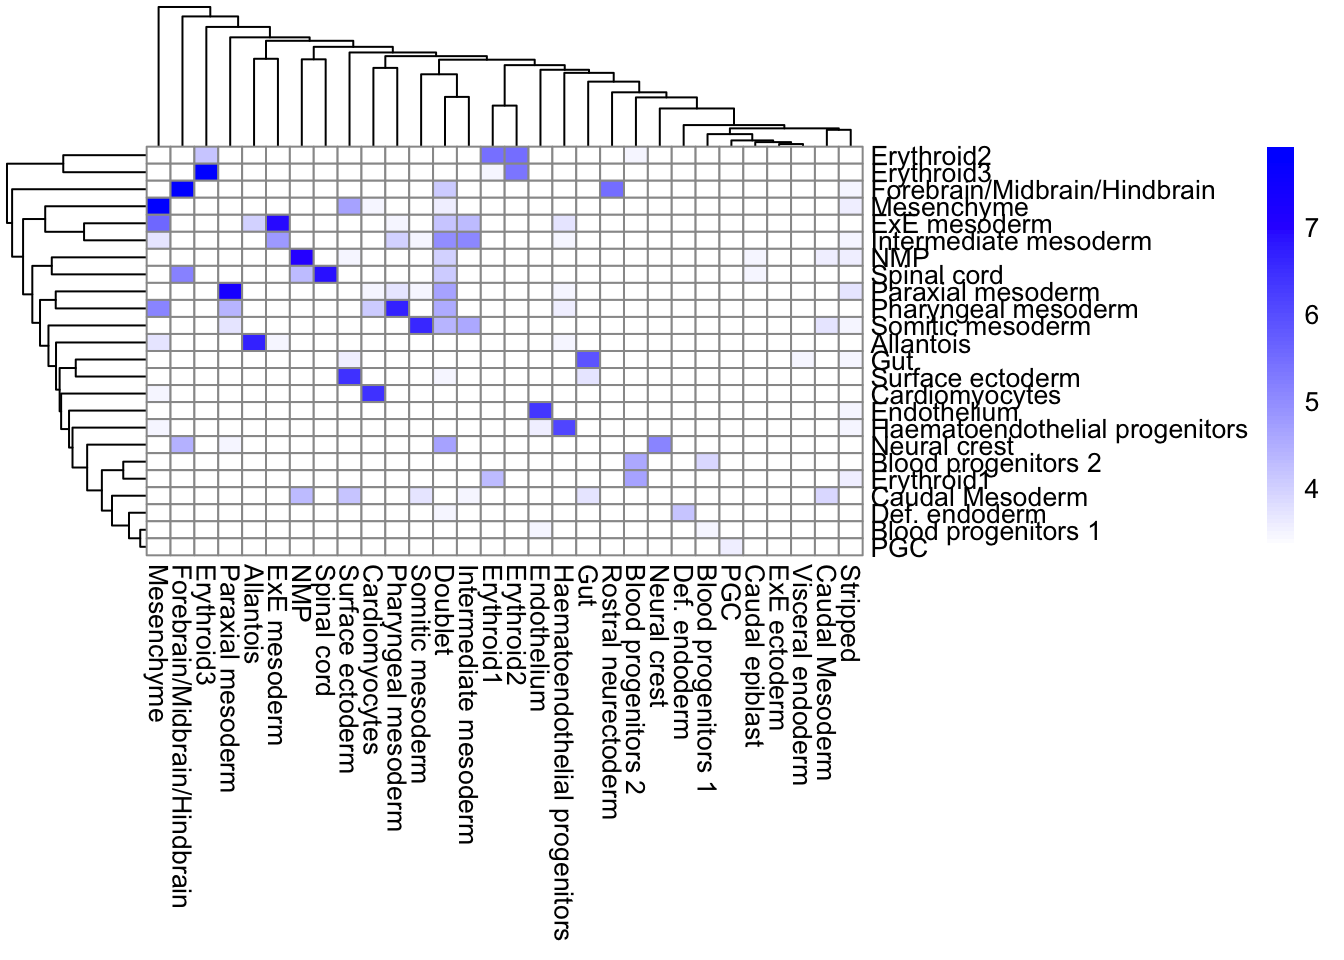 Erythroid2
Erythroid3
Forebrain/Midbrain/Hindbrain
Mesenchyme
ExE mesoderm
Intermediate mesoderm
NMP
Spinal cord
Paraxial mesoderm
Pharyngeal mesoderm
Somitic mesoderm
Allantois
Gut
Surface ectoderm
Cardiomyocytes
Endothelium
Haematoendothelial progenitors
Neural crest
Blood progenitors 2
Erythroid1
Caudal Mesoderm
Def. endoderm
Blood progenitors 1
PGC
7
6
5
4
Mesenchyme
Forebrain/Midbrain/Hindbrain
Erythroid3
Paraxial mesoderm
Allantois
ExE mesoderm
NMP
Spinal cord
Surface ectoderm
Cardiomyocytes
Pharyngeal mesoderm
Somitic mesoderm
Doublet
Intermediate mesoderm
Erythroid1
Erythroid2
Endothelium
Haematoendothelial progenitors
Gut
Rostral neurectoderm
Blood progenitors 2
Neural crest
Def. endoderm
Blood progenitors 1
PGC
Caudal epiblast
ExE ectoderm
Visceral endoderm
Caudal Mesoderm
Stripped